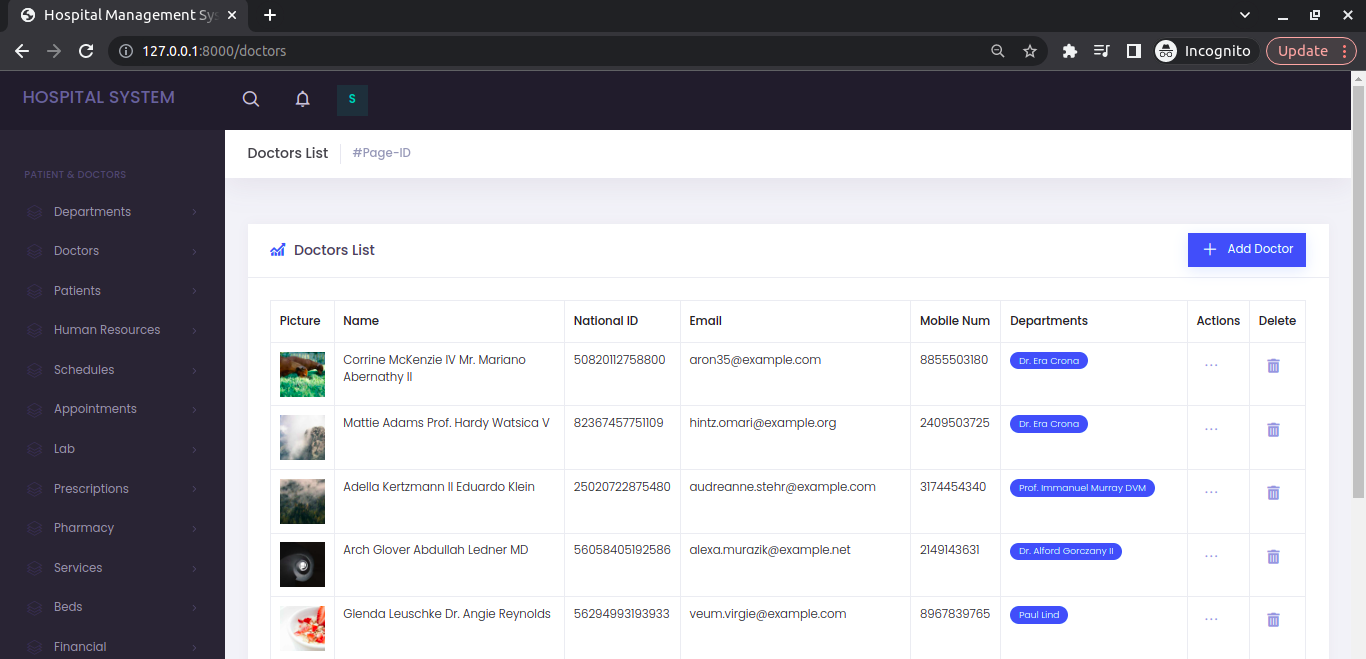 Hospital Management Sys
127.0.0.1:8000/doctors
Incognito
Update
HOSPITAL SYSTEM
S
Doctors List
#Page-ID
PATIENT & DOCTORS
Departments
Doctors
Patients
Human Resources
Schedules
Appointments
Lab
Prescriptions
Pharmacy
Services
Beds
Financial
Doctors List
Add Doctor
Picture Name National ID Email Mobile Num Departments Actions Delete
Corrine McKenzie IV Mr. Mariano 50820112758800 aron35@example.com 8855503180 Dr. Era Crona ...
Abernathy II
Mattie Adams Prof. Hardy Watsica V 82367457751109 hintz.omari@example.org 2409503725 Dr. Era Crona ...
Adella Kertzmann II Eduardo Klein 25020722875480 audreanne.stehr@example.com 3174454340 Prof. Immanuel Murray DVM ...
Arch Glover Abdullah Ledner MD 56058405192586 alexa.murazik@example.net 2149143631 Dr. Alford Gorczany II ...
Glenda Leuschke Dr. Angie Reynolds 56294993193933 veum.virgie@example.com 8967839765 Paul Lind ...